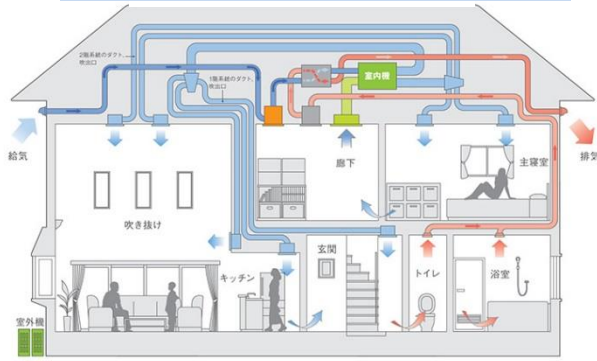 2階系統のダクト、
吹出口
1階系統のダクト、
吹出口
室内機
給気
排気
廊下
主寝室
吹き抜け
キッチン
玄関
トイレ
浴室
室外機